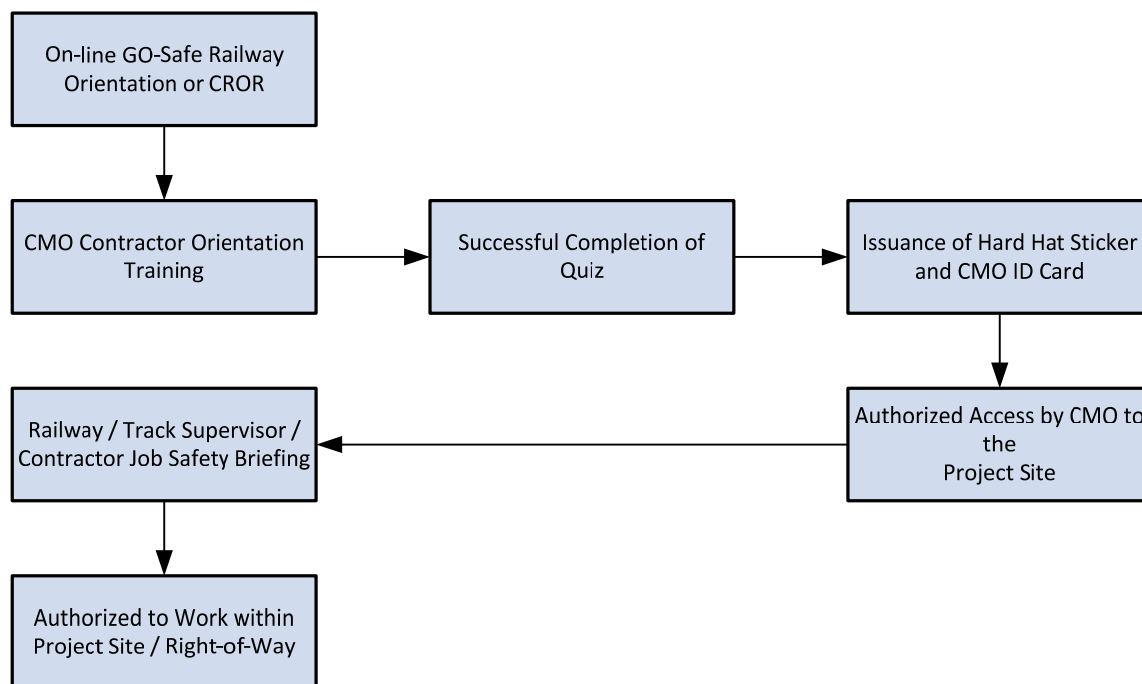 On-line GO-Safe Railway
Orientation or CROR
CMO Contractor Orientation
Training
Successful Completion of
Quiz
Issuance of Hard Hat Sticker
and CMO ID Card
Authorized Access by CMO to
the
Project Site
Railway / Track Supervisor /
Contractor Job Safety Briefing
Authorized to Work within
Project Site / Right-of-Way